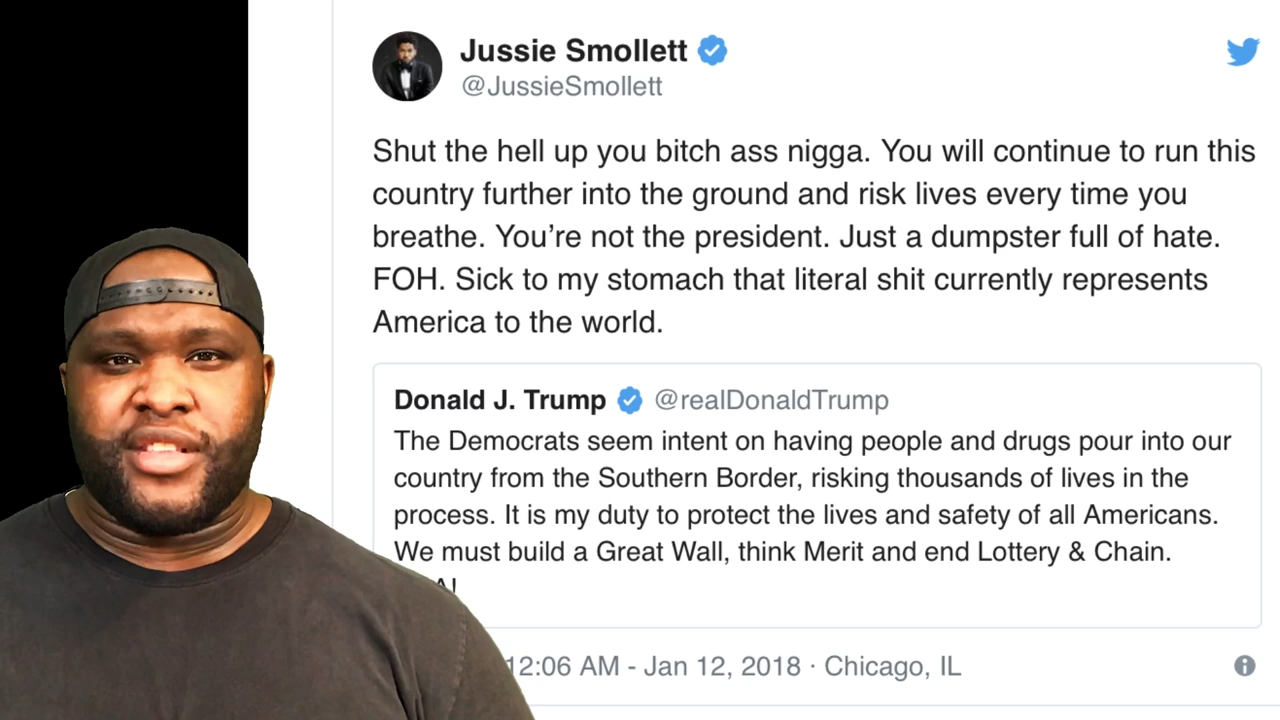 Jussie Smollett
@JussieSmollett
Shut the hell up you bitch ass nigga. You will continue to run this
country further into the ground and risk lives every time you
breathe. You’re not the president. Just a dumpster full of hate.
FOH. Sick to my stomach that literal shit currently represents
America to the world.
Donald J. Trump @realDonaldTrump
The Democrats seem intent on having people and drugs pour into our
country from the Southern Border, risking thousands of lives in the
process. It is my duty to protect the lives and safety of all Americans.
We must build a Great Wall, think Merit and end Lottery & Chain.
12:06 AM - Jan 12, 2018 · Chicago, IL